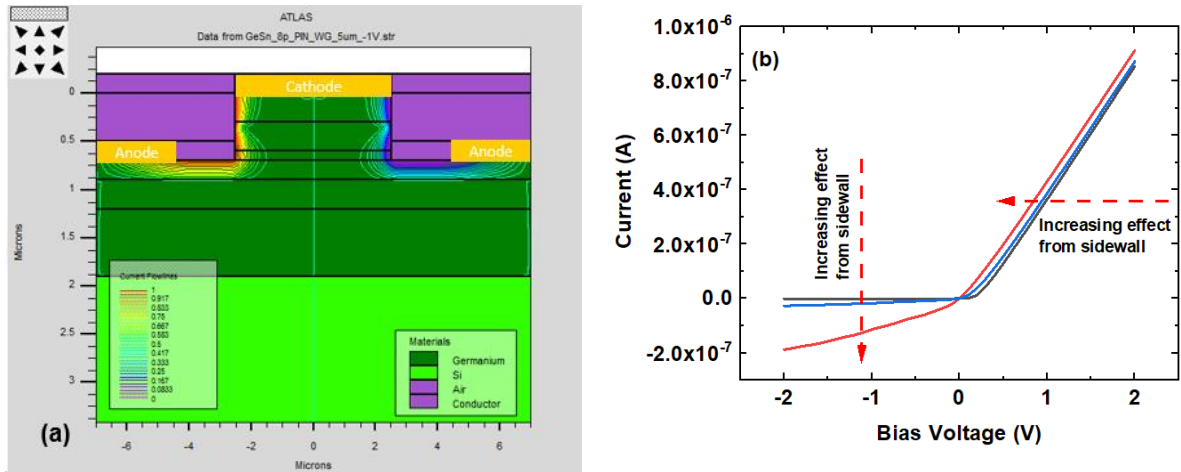 ATLAS
Data from GeSn_8p_PIN_WG_5um_-1V.str
Cathode
Anode
Anode
0
0.5
1
1.5
2
2.5
3
Microns
-6
-4
-2
0
2
4
6
Microns
Current Flowlines
1
0.917
0.833
0.75
0.667
0.583
0.5
0.417
0.333
0.25
0.167
0.0833
0
Materials
Germanium
Si
Air
Conductor
(a)
(b)
1.0x10-6
8.0x10-7
6.0x10-7
4.0x10-7
2.0x10-7
0.0
-2.0x10-7
Current (A)
Increasing effect
from sidewall
Increasing effect
from sidewall
-2
-1
0
1
2
Bias Voltage (V)